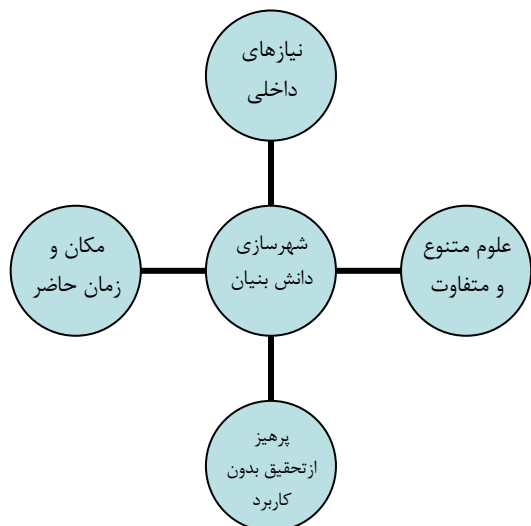 نیازهای
داخلی
علوم متنوع
و متفاوت
شهرسازی
دانش بنیان
مکان و
زمان حاضر
پرهیز
ازتحقیق بدون
کاربرد